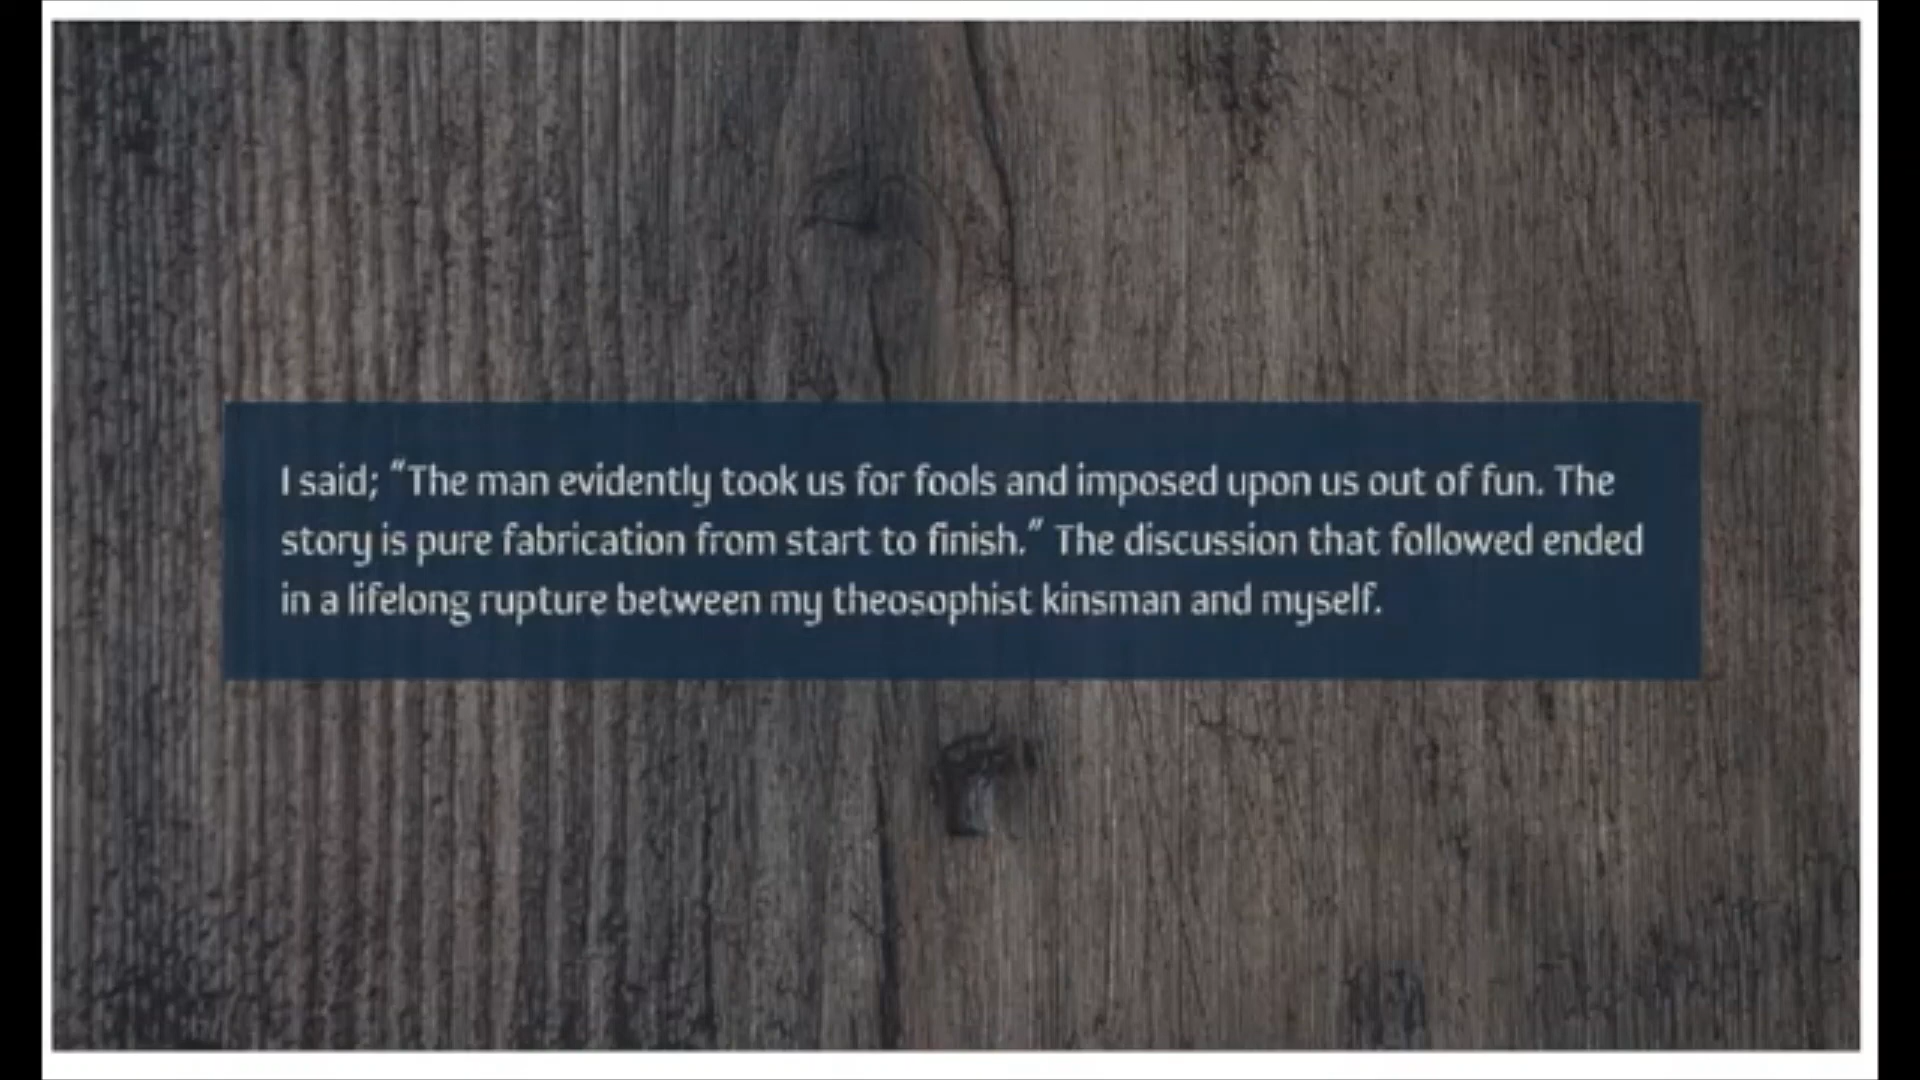 I said; “The man evidently took us for fools and imposed upon us out of fun. The
story is pure fabrication from start to finish.” The discussion that followed ended
in a lifelong rupture between my theosophist kinsman and myself.